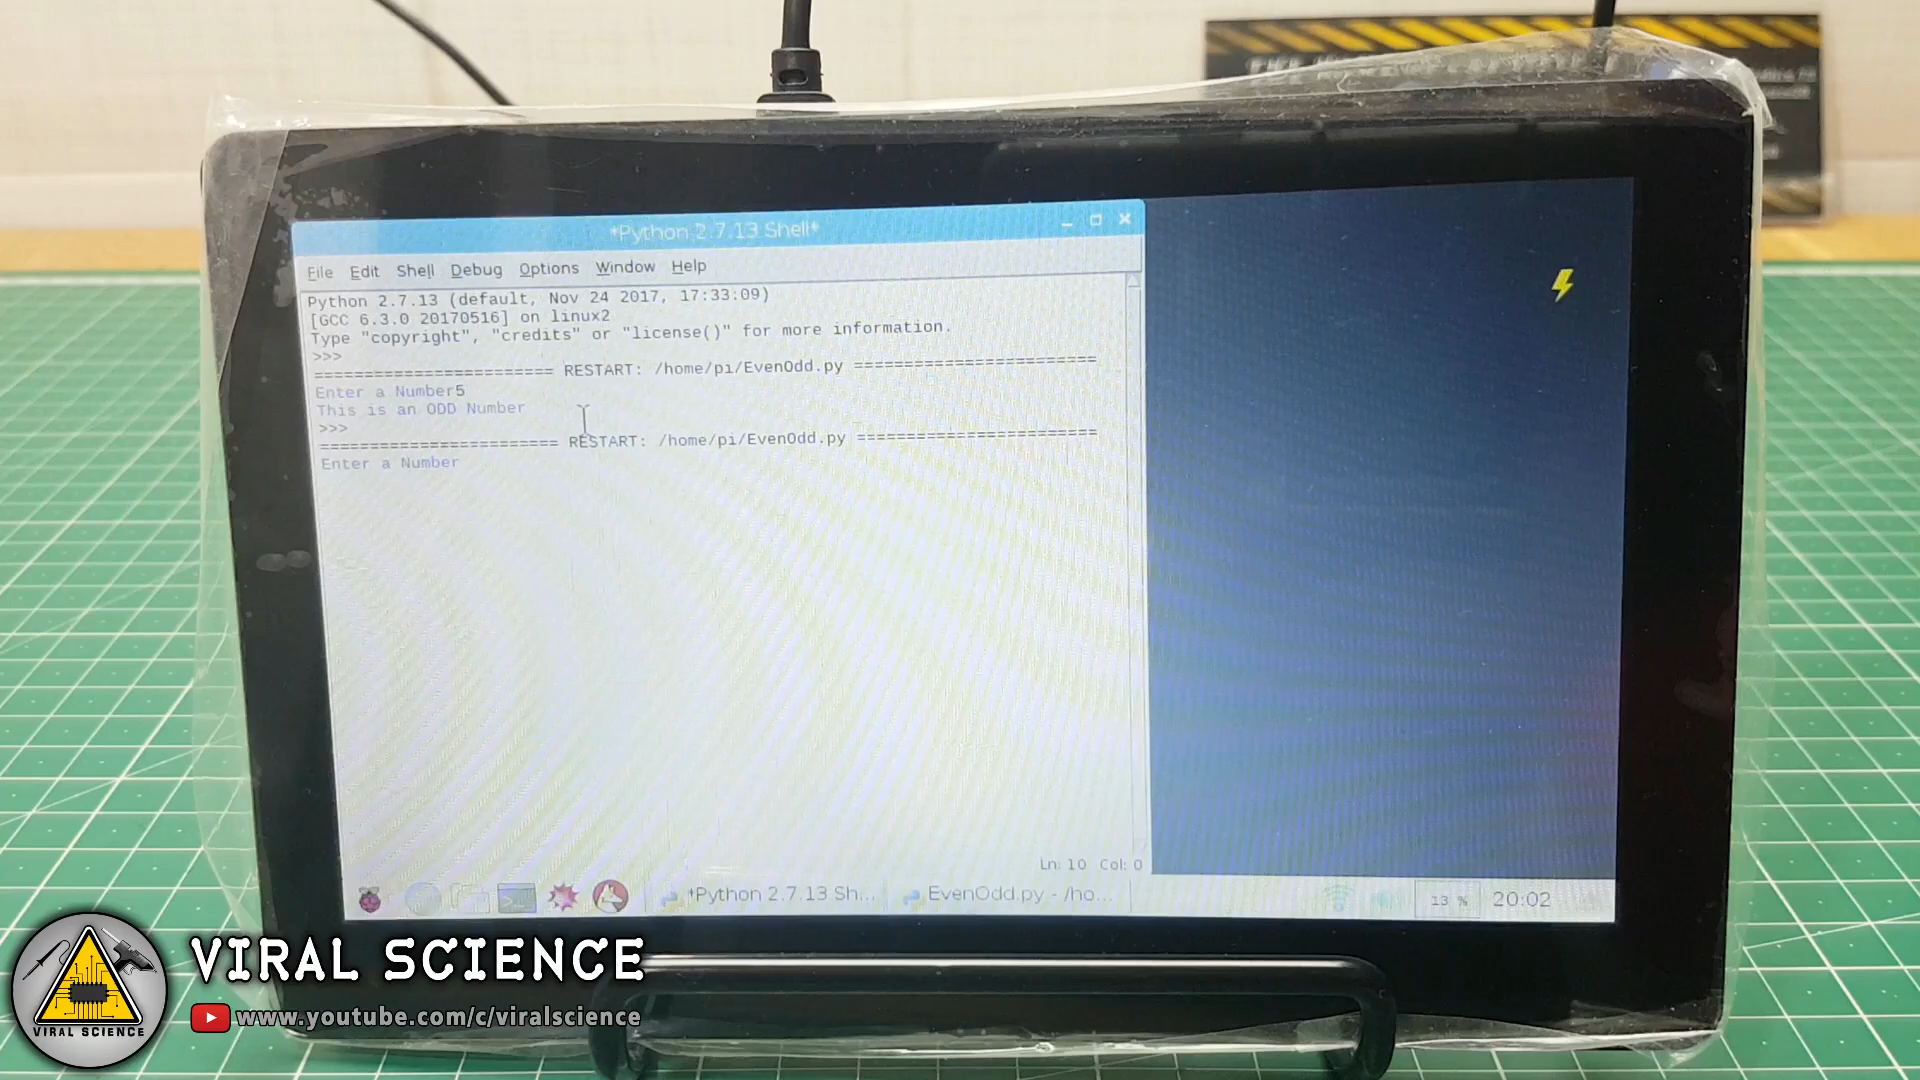 *Python 2.7.13 Shell*
File Edit Shell Debug Options Window Help
Python 2.7.13 (default, Nov 24 2017, 17:33:09)
[GCC 6.3.0 20170516] on linux2
Type "copyright", "credits" or "license()" for more information.
>>>
======================== RESTART: /home/pi/EvenOdd.py ========================
Enter a Number5
This is an ODD Number
>>>
======================== RESTART: /home/pi/EvenOdd.py ========================
Enter a Number
Ln: 10 Col: 0
*Python 2.7.13 Sh... EvenOdd.py - /ho... 13 % 20:02
VIRAL SCIENCE
www.youtube.com/c/viralscience
VIRAL SCIENCE